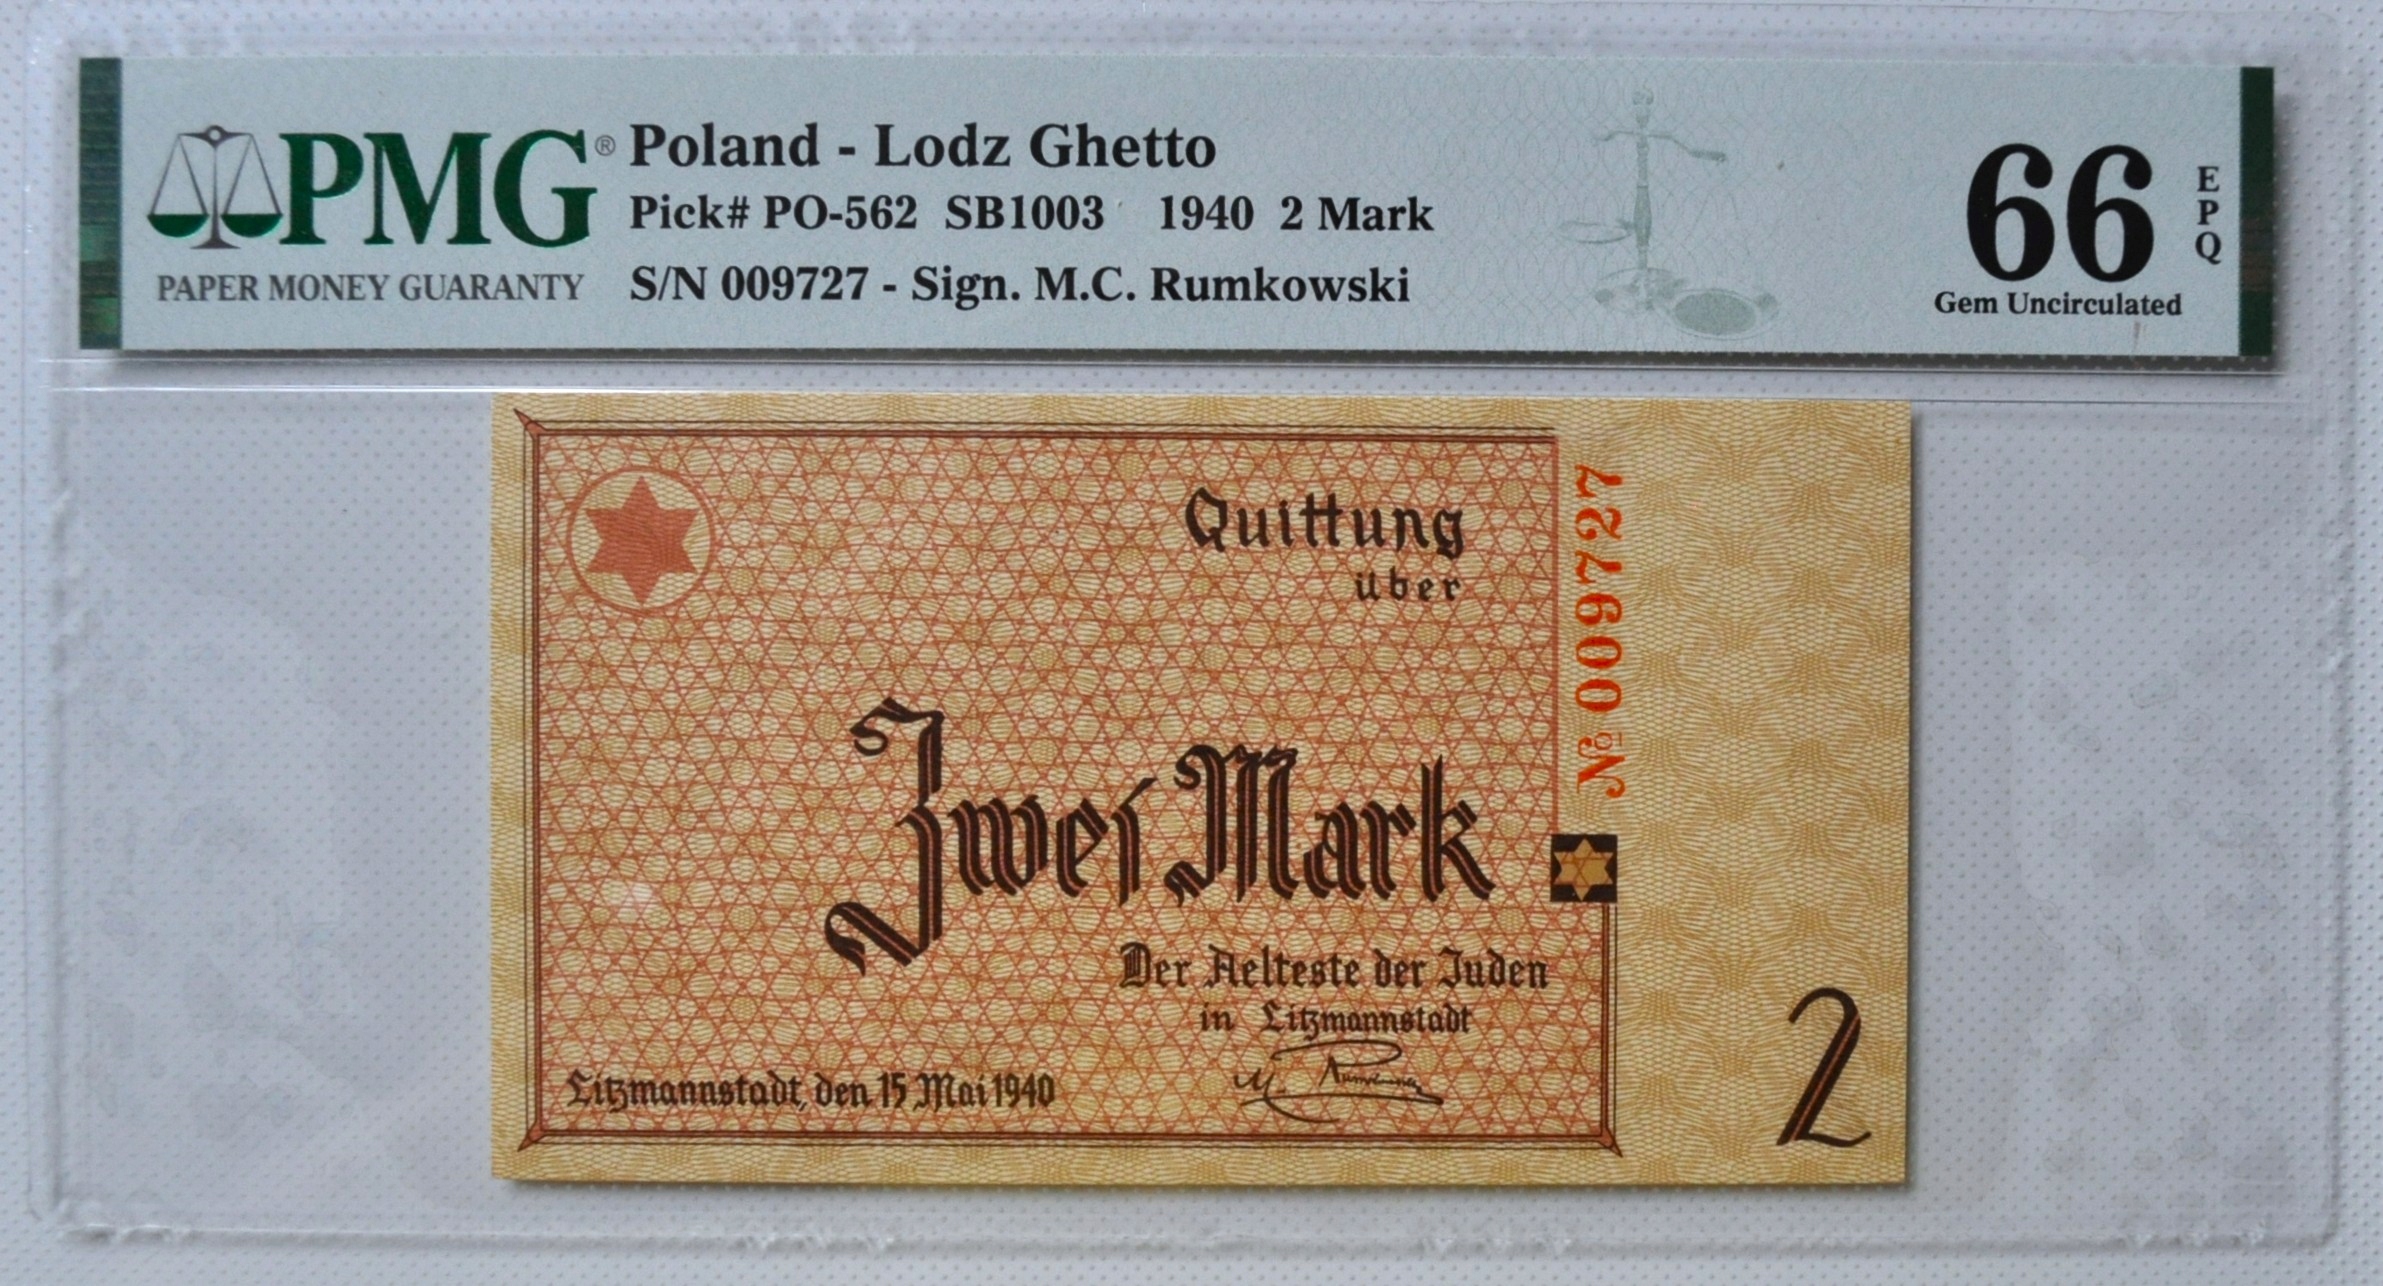 PMG®
PAPER MONEY GUARANTY
Poland - Lodz Ghetto
Pick# PO-562 SB1003 1940 2 Mark
S/N 009727 - Sign. M.C. Rumkowski
66
EPQ
Gem Uncirculated
Quittung
über
Zwei Mark
Der Aelteste der Juden
in Litzmannstadt
M. Rumkowski
Litzmannstadt, den 15 Mai 1940
№ 009727
2